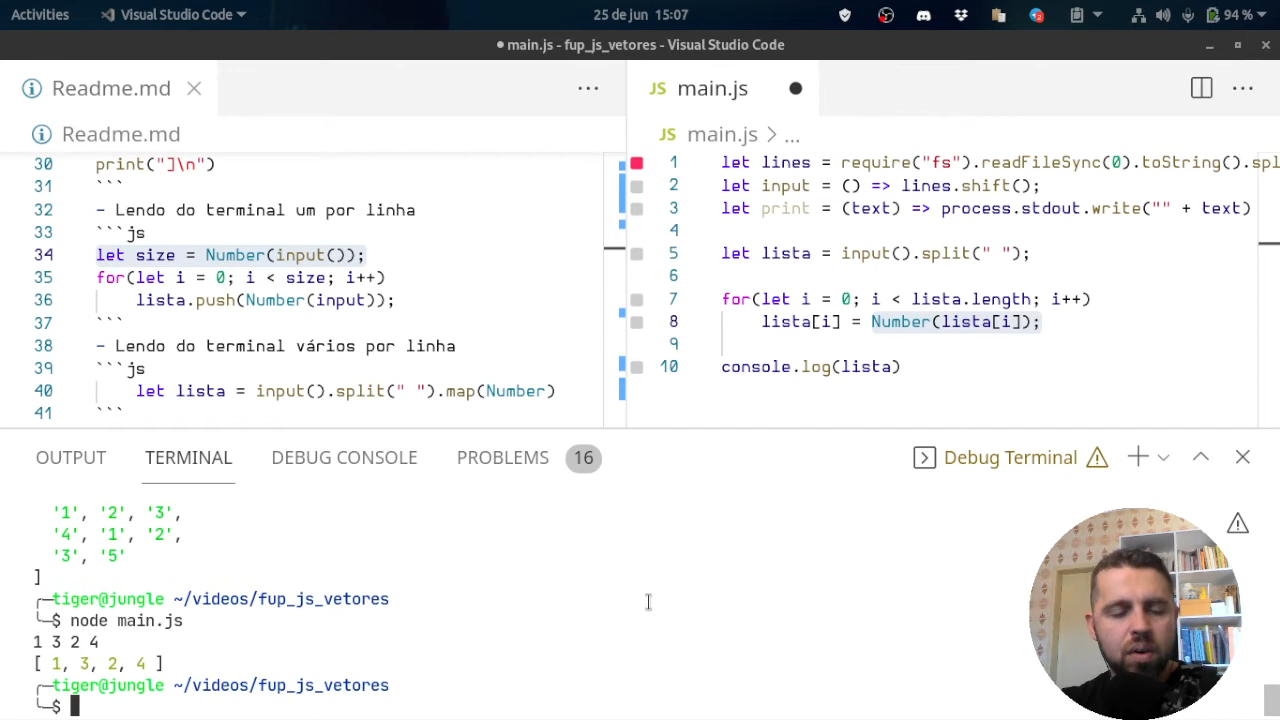 Activities Visual Studio Code 25 de jun 15:07 94 %
main.js - fup_js_vetores - Visual Studio Code
Readme.md
Readme.md
30 print("]\n")
31 ```
32 - Lendo do terminal um por linha
33 ```js
34 let size = Number(input());
35 for(let i = 0; i < size; i++)
36 lista.push(Number(input));
37 ```
38 - Lendo do terminal vários por linha
39 ```js
40 let lista = input().split(" ").map(Number)
41 ```
JS main.js
JS main.js > ...
1 let lines = require("fs").readFileSync(0).toString().spl
2 let input = () => lines.shift();
3 let print = (text) => process.stdout.write("" + text)
4
5 let lista = input().split(" ");
6
7 for(let i = 0; i < lista.length; i++)
8 lista[i] = Number(lista[i]);
9
10 console.log(lista)
OUTPUT TERMINAL DEBUG CONSOLE PROBLEMS 16 Debug Terminal
'1', '2', '3',
'4', '1', '2',
'3', '5'
]
tiger@jungle ~/videos/fup_js_vetores
$ node main.js
1 3 2 4
[ 1, 3, 2, 4 ]
tiger@jungle ~/videos/fup_js_vetores
$